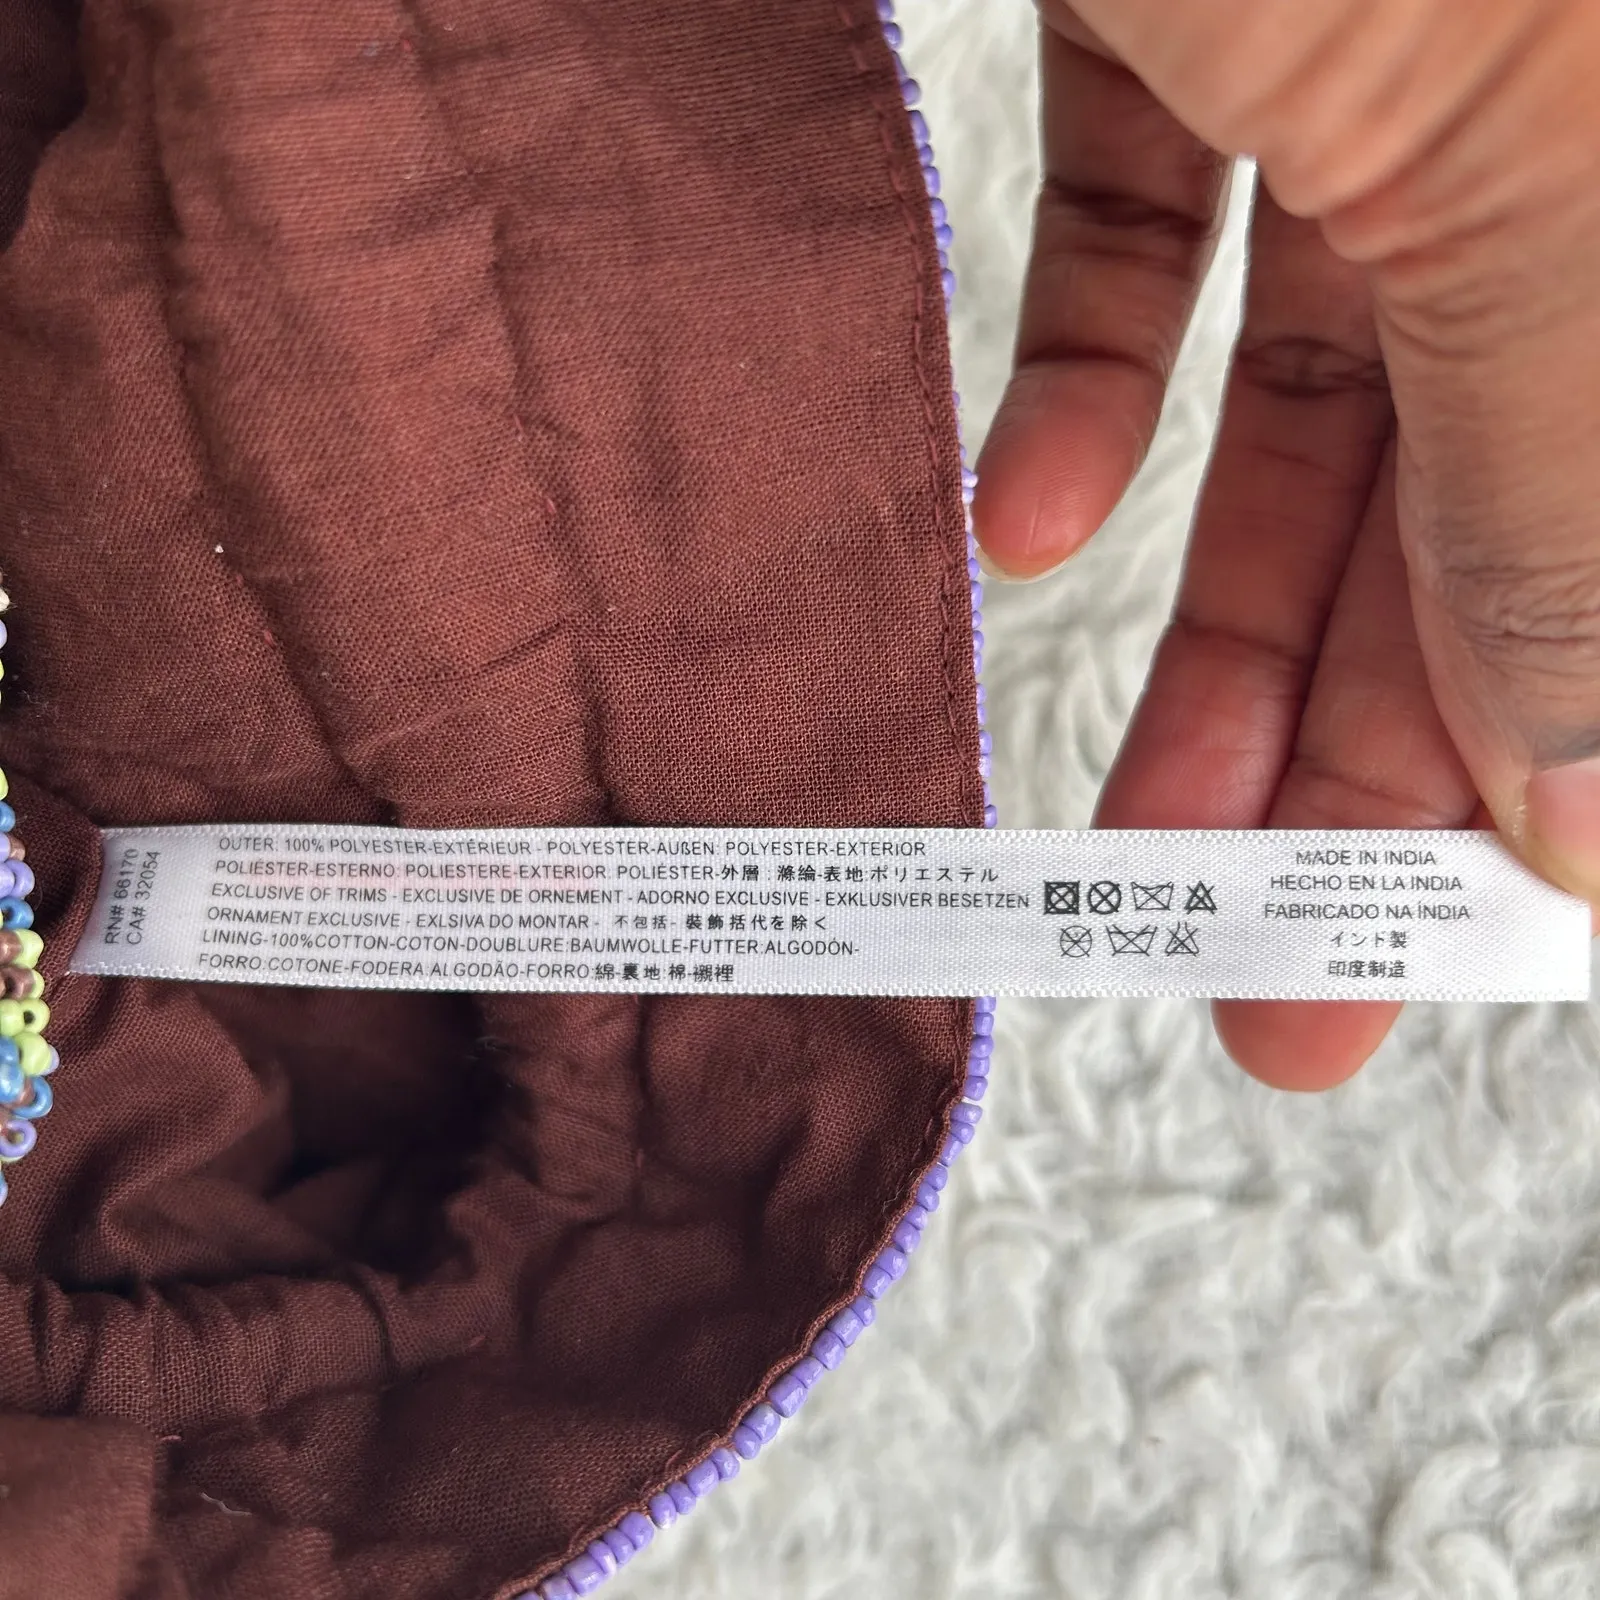 RN# 66170
CA# 32054
OUTER: 100% POLYESTER-EXTÉRIEUR - POLYESTER-AUßEN: POLYESTER-EXTERIOR
POLIÉSTER-ESTERNO: POLIESTERE-EXTERIOR: POLIÉSTER-外層 : 滌綸-表地:ポリエステル
EXCLUSIVE OF TRIMS - EXCLUSIVE DE ORNEMENT - ADORNO EXCLUSIVE - EXKLUSIVER BESETZEN
ORNAMENT EXCLUSIVE - EXLSIVA DO MONTAR - 不包括- 裝飾括代を除く
LINING-100%COTTON-COTON-DOUBLURE:BAUMWOLLE-FUTTER:ALGODÓN-
FORRO:COTONE-FODERA:ALGODÃO-FORRO:綿-裏地:棉-襯裡
MADE IN INDIA
HECHO EN LA INDIA
FABRICADO NA ÍNDIA
インド製
印度制造